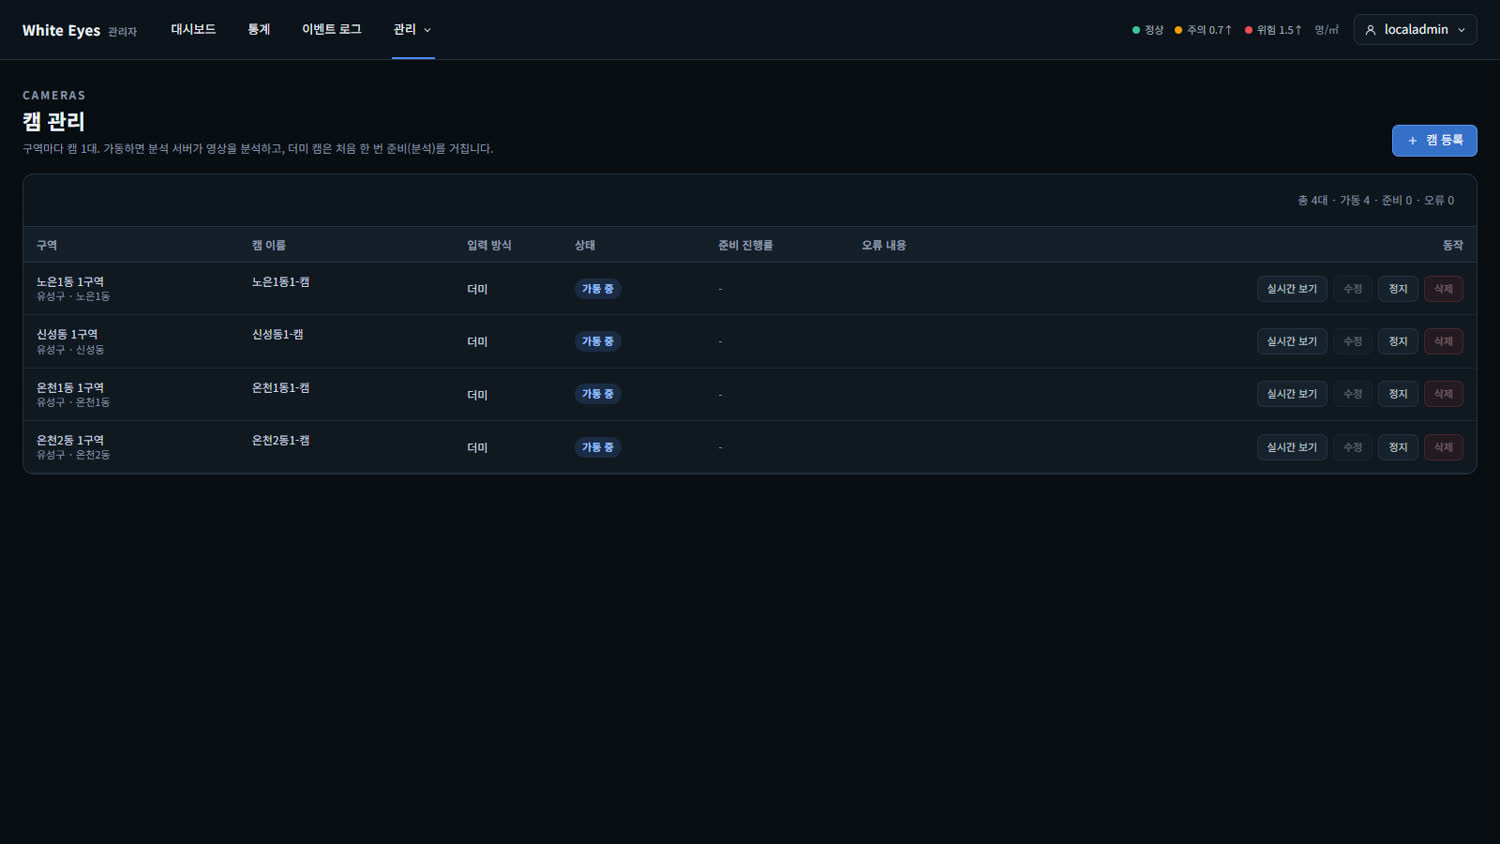 White Eyes 관리자 대시보드 통계 이벤트 로그 관리 정상 주의 0.7↑ 위험 1.5↑ 명/㎡ localadmin
CAMERAS
캠 관리
구역마다 캠 1대. 가동하면 분석 서버가 영상을 분석하고, 더미 캠은 처음 한 번 준비(분석)를 거칩니다.
+ 캠 등록
총 4대 · 가동 4 · 준비 0 · 오류 0
구역 캠 이름 입력 방식 상태 준비 진행률 오류 내용 동작
노은1동 1구역 노은1동1-캠 더미 가동 중 - 실시간 보기 수정 정지 삭제
유성구 · 노은1동
신성동 1구역 신성동1-캠 더미 가동 중 - 실시간 보기 수정 정지 삭제
유성구 · 신성동
온천1동 1구역 온천1동1-캠 더미 가동 중 - 실시간 보기 수정 정지 삭제
유성구 · 온천1동
온천2동 1구역 온천2동1-캠 더미 가동 중 - 실시간 보기 수정 정지 삭제
유성구 · 온천2동